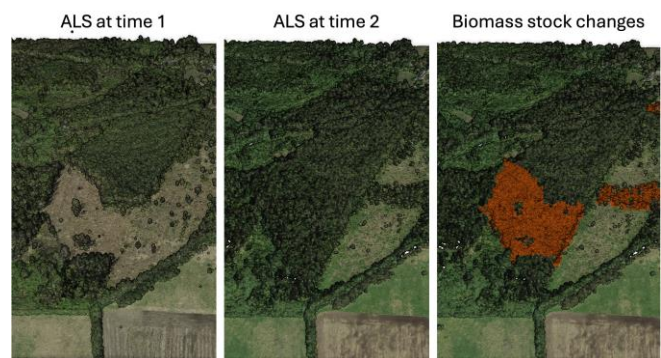 ALS at time 1
ALS at time 2
Biomass stock changes